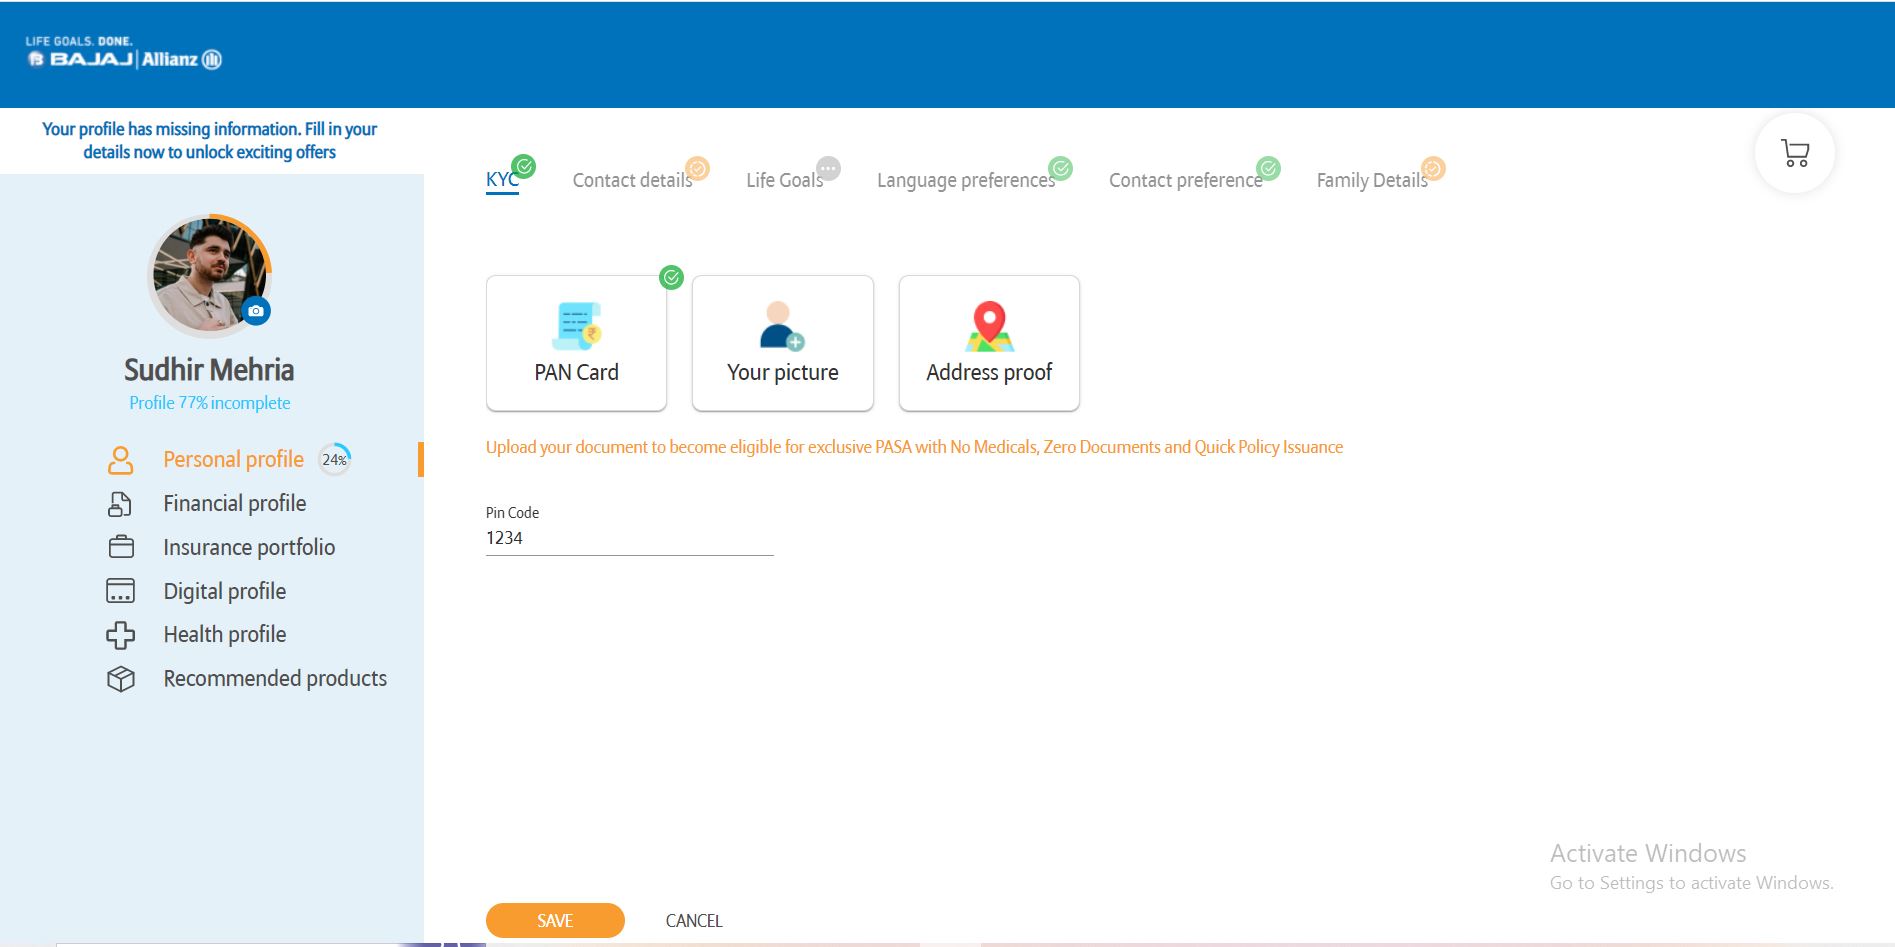 LIFE GOALS. DONE.
BAJAJ Allianz
Your profile has missing information. Fill in your
details now to unlock exciting offers
KYC
Contact details
Life Goals
Language preferences
Contact preference
Family Details
Sudhir Mehria
Profile 77% incomplete
Personal profile 24%
Financial profile
Insurance portfolio
Digital profile
Health profile
Recommended products
PAN Card
Your picture
Address proof
Upload your document to become eligible for exclusive PASA with No Medicals, Zero Documents and Quick Policy Issuance
Pin Code
1234
Activate Windows
Go to Settings to activate Windows.
SAVE
CANCEL